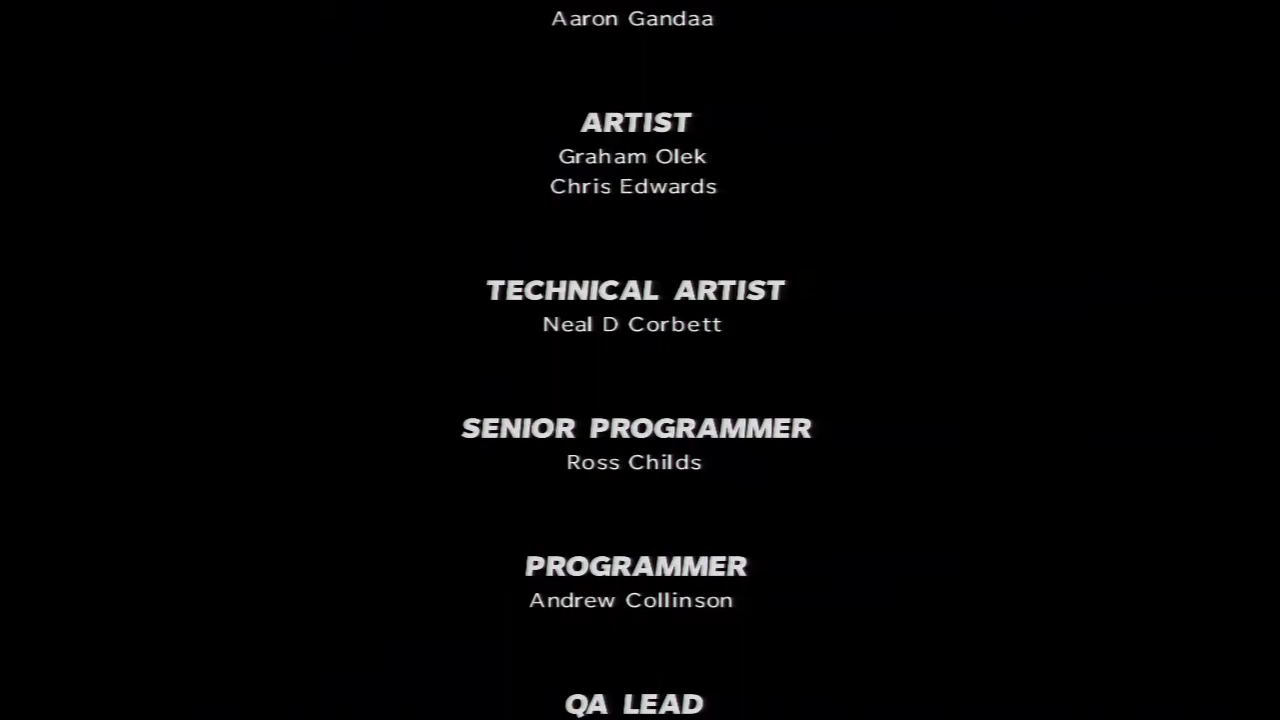 Aaron Gandaa
ARTIST
Graham Olek
Chris Edwards
TECHNICAL ARTIST
Neal D Corbett
SENIOR PROGRAMMER
Ross Childs
PROGRAMMER
Andrew Collinson
QA LEAD